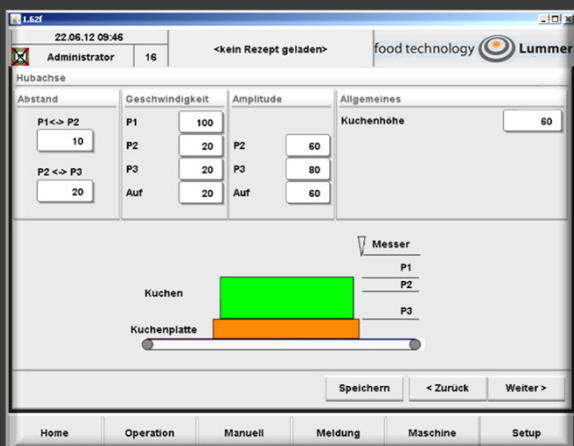 1.62f
22.06.12 09:46
Administrator 16
<kein Rezept geladen>
food technology Lummer
Hubachse
Abstand Geschwindigkeit Amplitude Allgemeines
P1<-> P2 P1 100 Kuchenhöhe 60
10 P2 20 P2 60
P2 <-> P3 P3 20 P3 80
20 Auf 20 Auf 60
Messer
P1
P2
Kuchen
P3
Kuchenplatte
Speichern < Zurück Weiter >
Home Operation Manuell Meldung Maschine Setup